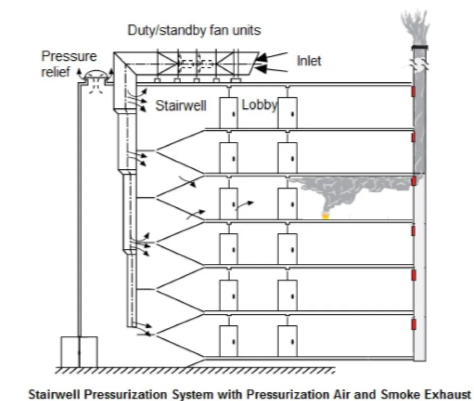 Duty/standby fan units
Pressure
relief
Inlet
Stairwell
Lobby
Stairwell Pressurization System with Pressurization Air and Smoke Exhaust